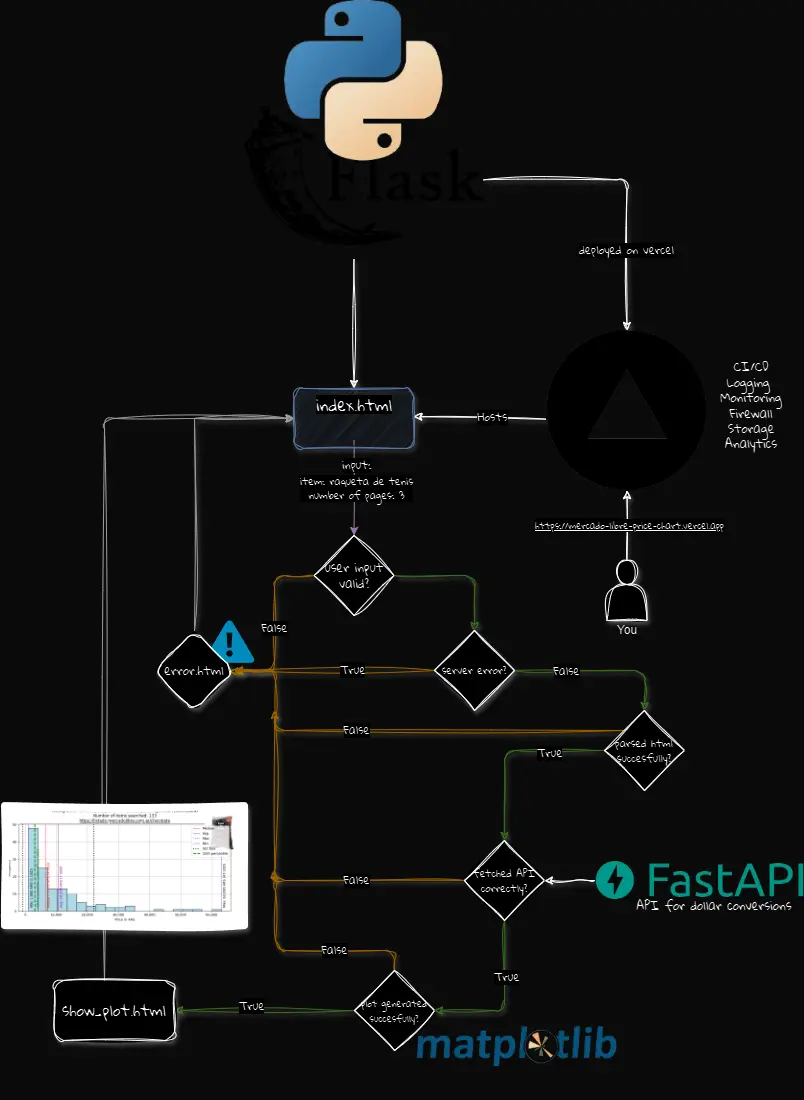 Flask
deployed on vercel
CI/CD
Logging
Monitoring
Firewall
Storage
Analytics
index.html
Hosts
input:
item: raqueta de tenis
number of pages: 3
https://mercado-libre-price-chart.vercel.app
user input
valid?
You
False
error.html
True
server error?
False
False
parsed html
succesfully?
True
Number of items searched: 133
fetched API
correctly?
False
FastAPI
API for dollar conversions
False
True
show_plot.html
True
plot generated
succesfully?
matplotlib